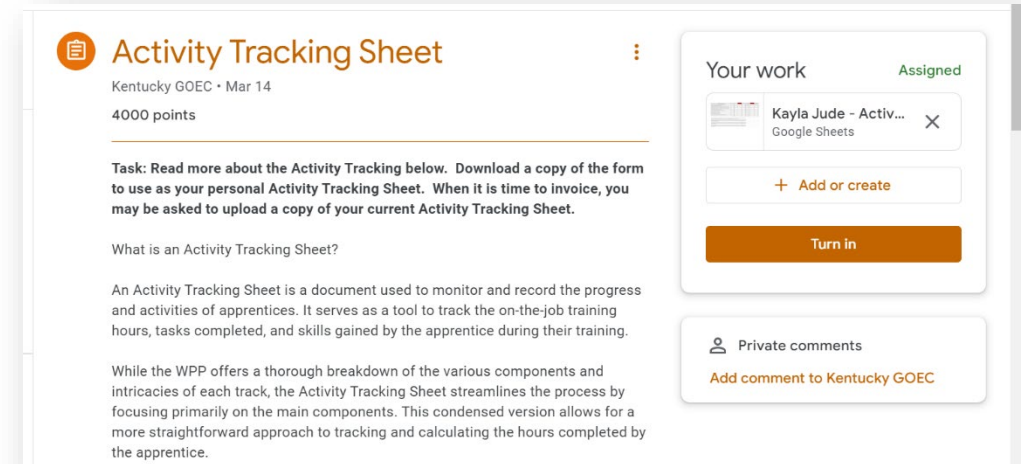 Activity Tracking Sheet
Kentucky GOEC • Mar 14
4000 points
Task: Read more about the Activity Tracking below.  Download a copy of the form
to use as your personal Activity Tracking Sheet.  When it is time to invoice, you
may be asked to upload a copy of your current Activity Tracking Sheet.
What is an Activity Tracking Sheet?
An Activity Tracking Sheet is a document used to monitor and record the progress
and activities of apprentices. It serves as a tool to track the on-the-job training
hours, tasks completed, and skills gained by the apprentice during their training.
While the WPP offers a thorough breakdown of the various components and
intricacies of each track, the Activity Tracking Sheet streamlines the process by
focusing primarily on the main components. This condensed version allows for a
more straightforward approach to tracking and calculating the hours completed by
the apprentice.
Your work
Assigned
Kayla Jude - Activ...
Google Sheets
+ Add or create
Turn in
Private comments
Add comment to Kentucky GOEC